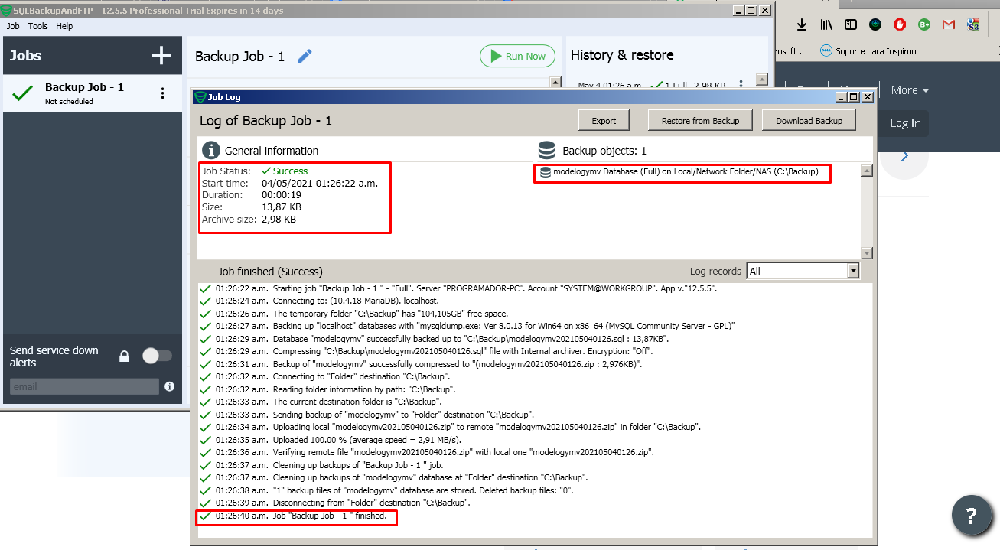 SQLBackupAndFTP - 12.5.5 Professional Trial Expires in 14 days
Job Tools Help
Jobs
Backup Job - 1
Not scheduled
Backup Job - 1
Run Now
History & restore
May 4 01:26 a.m. 1 Full 2,98 KB
rosoft ....
Soporte para Inspiron...
More
Log In
Job Log
Log of Backup Job - 1
Export
Restore from Backup
Download Backup
General information
Backup objects: 1
Job Status: Success
Start time: 04/05/2021 01:26:22 a.m.
Duration: 00:00:19
Size: 13,87 KB
Archive size: 2,98 KB
modelogymv Database (Full) on Local/Network Folder/NAS (C:\Backup)
Job finished (Success)
Log records All
01:26:22 a.m. Starting job "Backup Job - 1 " - "Full". Server "PROGRAMADOR-PC". Account "SYSTEM@WORKGROUP". App v."12.5.5".
01:26:24 a.m. Connecting to: (10.4.18-MariaDB). localhost.
01:26:26 a.m. The temporary folder "C:\Backup" has "104,105GB" free space.
01:26:27 a.m. Backing up "localhost" databases with "mysqldump.exe: Ver 8.0.13 for Win64 on x86_64 (MySQL Community Server - GPL)"
01:26:29 a.m. Database "modelogymv" successfully backed up to "C:\Backup\modelogymv202105040126.sql : 13,87KB".
01:26:29 a.m. Compressing "C:\Backup\modelogymv202105040126.sql" file with Internal archiver. Encryption: "Off".
01:26:31 a.m. Backup of "modelogymv" successfully compressed to "(modelogymv202105040126.zip : 2,976KB)".
01:26:32 a.m. Connecting to "Folder" destination "C:\Backup".
01:26:32 a.m. Reading folder information by path: "C:\Backup".
01:26:33 a.m. The current destination folder is "C:\Backup".
01:26:33 a.m. Sending backup of "modelogymv" to "Folder" destination "C:\Backup".
01:26:34 a.m. Uploading local "modelogymv202105040126.zip" to remote "modelogymv202105040126.zip" in folder "C:\Backup".
01:26:35 a.m. Uploaded 100.00 % (average speed = 2,91 MB/s).
01:26:36 a.m. Verifying remote file "modelogymv202105040126.zip" with local one "modelogymv202105040126.zip".
01:26:37 a.m. Cleaning up backups of "Backup Job - 1 " job.
01:26:37 a.m. Cleaning up backups of "modelogymv" database at "Folder" destination "C:\Backup".
01:26:38 a.m. "1" backup files of "modelogymv" database are stored. Deleted backup files: "0".
01:26:39 a.m. Disconnecting from "Folder" destination "C:\Backup".
01:26:40 a.m. Job "Backup Job - 1 " finished.
Send service down
alerts
email
?